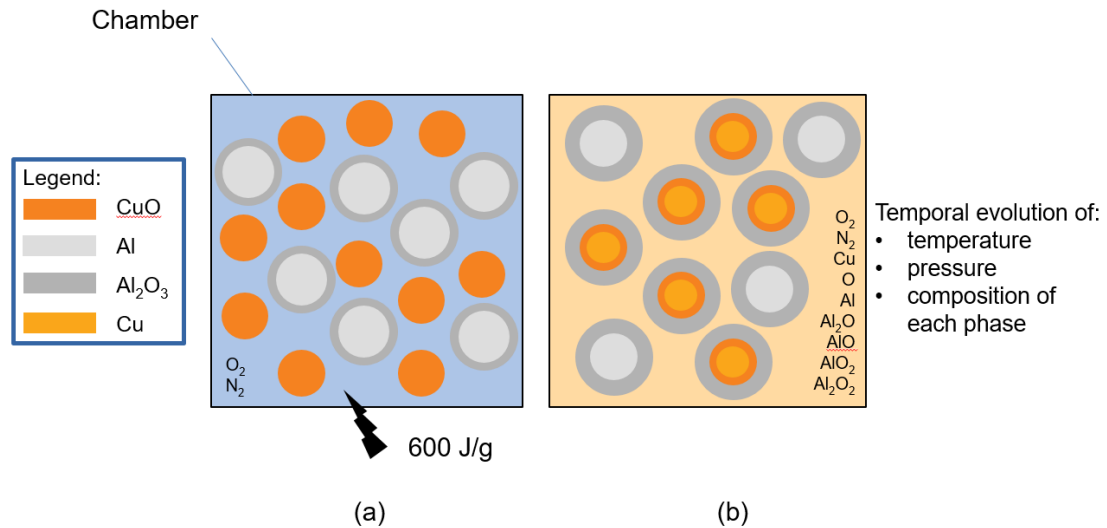 Chamber
Legend:
CuO
Al
Al₂O₃
Cu
O₂
N₂
600 J/g
(a)
O₂
N₂
Cu
O
Al
Al₂O
AlO
AlO₂
Al₂O₂
(b)
Temporal evolution of:
• temperature
• pressure
• composition of
each phase